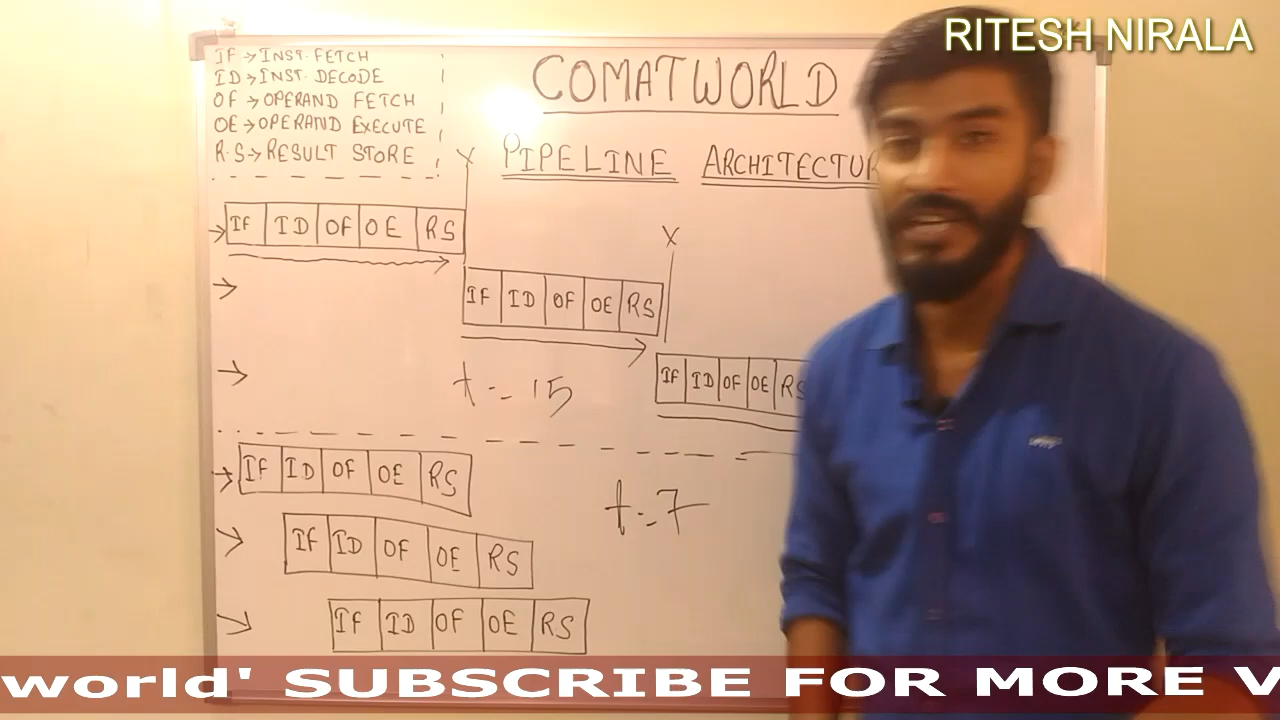 RITESH NIRALA
IF → INST. FETCH
ID → INST. DECODE
OF → OPERAND FETCH
OE → OPERAND EXECUTE
R.S → RESULT STORE
COMATWORLD
PIPELINE ARCHITECTUR
→ IF ID OF OE RS
X
→ IF ID OF OE RS
→ IF ID OF OE RS
t = 15
→ IF ID OF OE RS
t = 7
→ IF ID OF OE RS
→ IF ID OF OE RS
world' SUBSCRIBE FOR MORE V